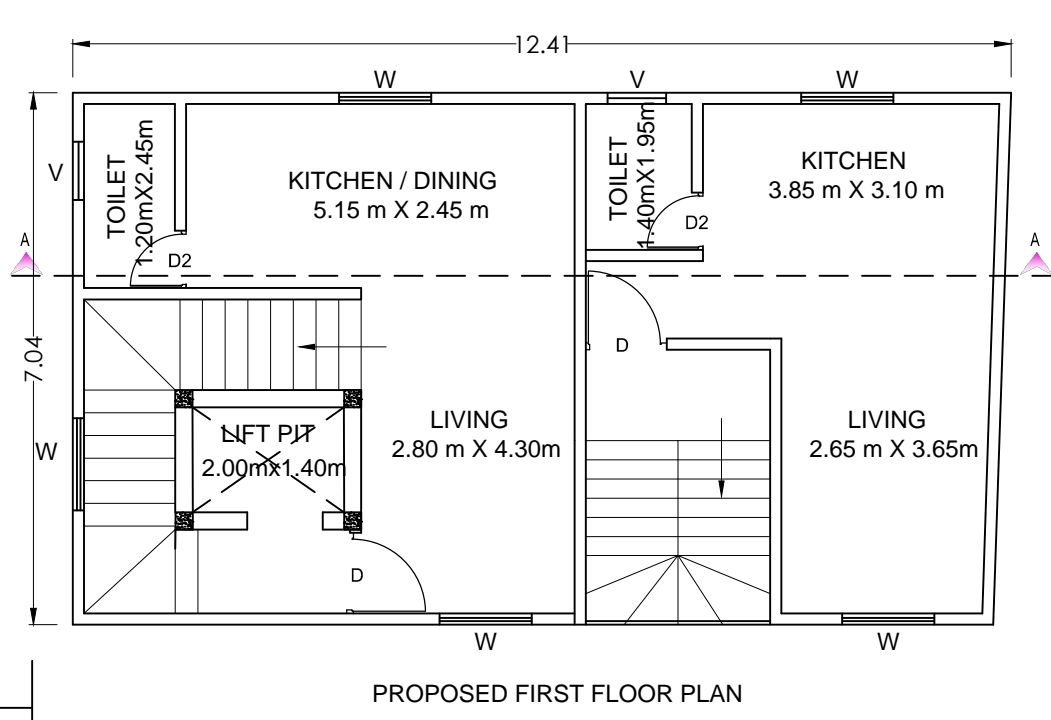 12.41
W
V
W
V
TOILET
1.20mX2.45m
KITCHEN / DINING
5.15 m X 2.45 m
TOILET
1.40mX1.95m
KITCHEN
3.85 m X 3.10 m
D2
D2
A
A
7.04
D
LIFT PIT
2.00mx1.40m
LIVING
2.80 m X 4.30m
LIVING
2.65 m X 3.65m
W
D
W
W
PROPOSED FIRST FLOOR PLAN